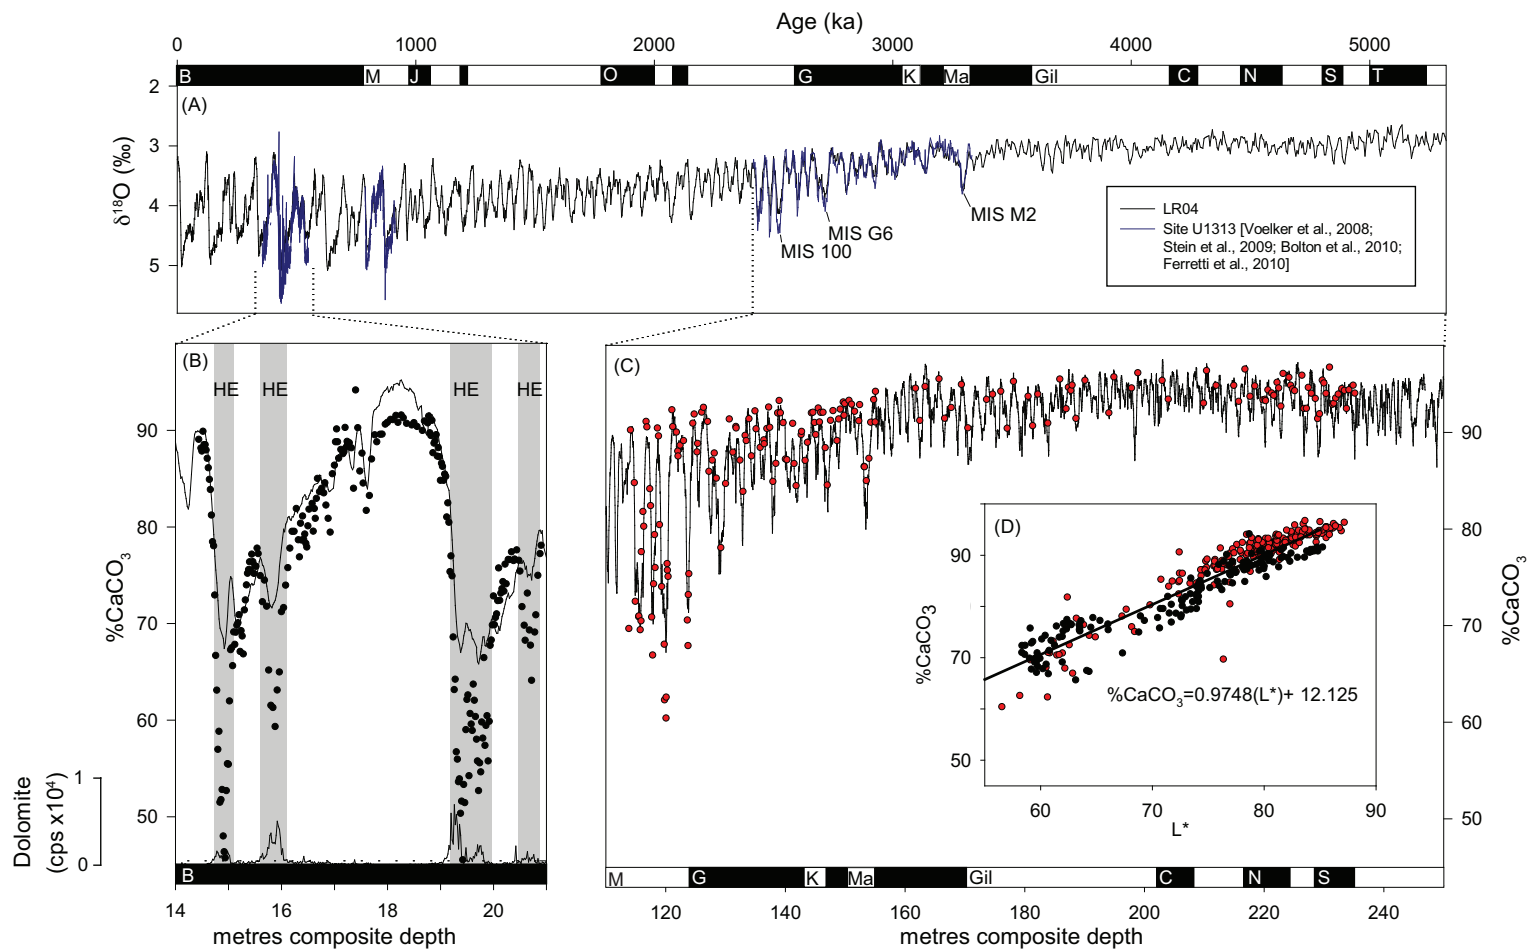 Age (ka)
0 1000 2000 3000 4000 5000
B M J O G K Ma Gil C N S T
(A)
2
3
4
5
δ18O (‰)
MIS 100
MIS G6
MIS M2
LR04
Site U1313 [Voelker et al., 2008;
Stein et al., 2009; Bolton et al., 2010;
Ferretti et al., 2010]
(B)
HE HE HE HE
90
80
70
60
50
%CaCO3
1
0
Dolomite
(cps x10⁴)
B
14 16 18 20
metres composite depth
(C)
90
80
70
60
50
%CaCO3
(D)
90
70
50
%CaCO3
%CaCO3=0.9748(L*)+ 12.125
60 70 80 90
L*
M G K Ma Gil C N S
120 140 160 180 200 220 240
metres composite depth